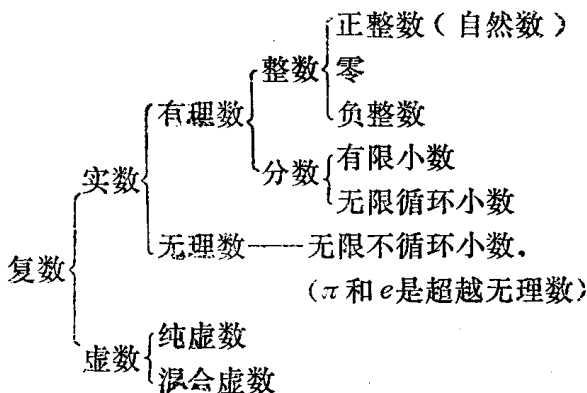 正整数(自然数)
整数 零
有理数 负整数
实数 分数 有限小数
无限循环小数
无理数——无限不循环小数.
复数
(π和e是超越无理数)
虚数 纯虚数
混合虚数